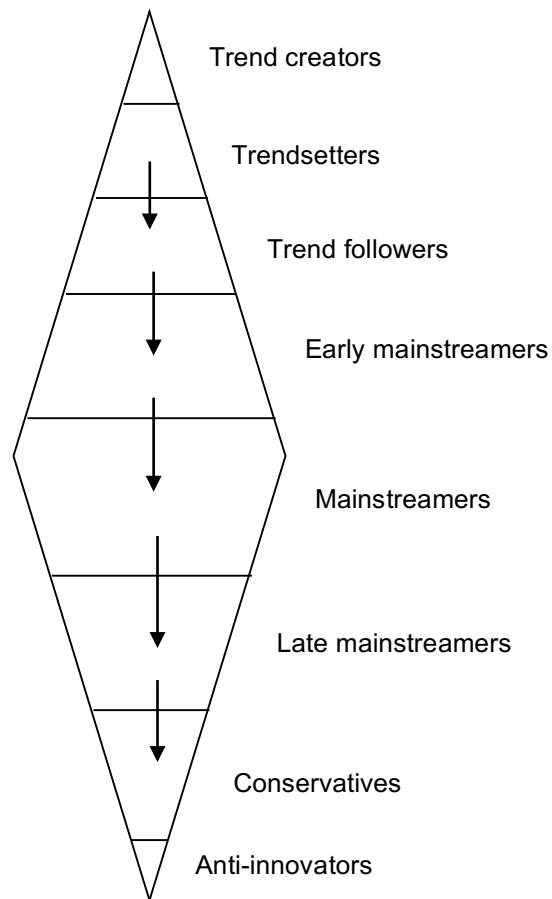 Trend creators
Trendsetters
Trend followers
Early mainstreamers
Mainstreamers
Late mainstreamers
Conservatives
Anti-innovators